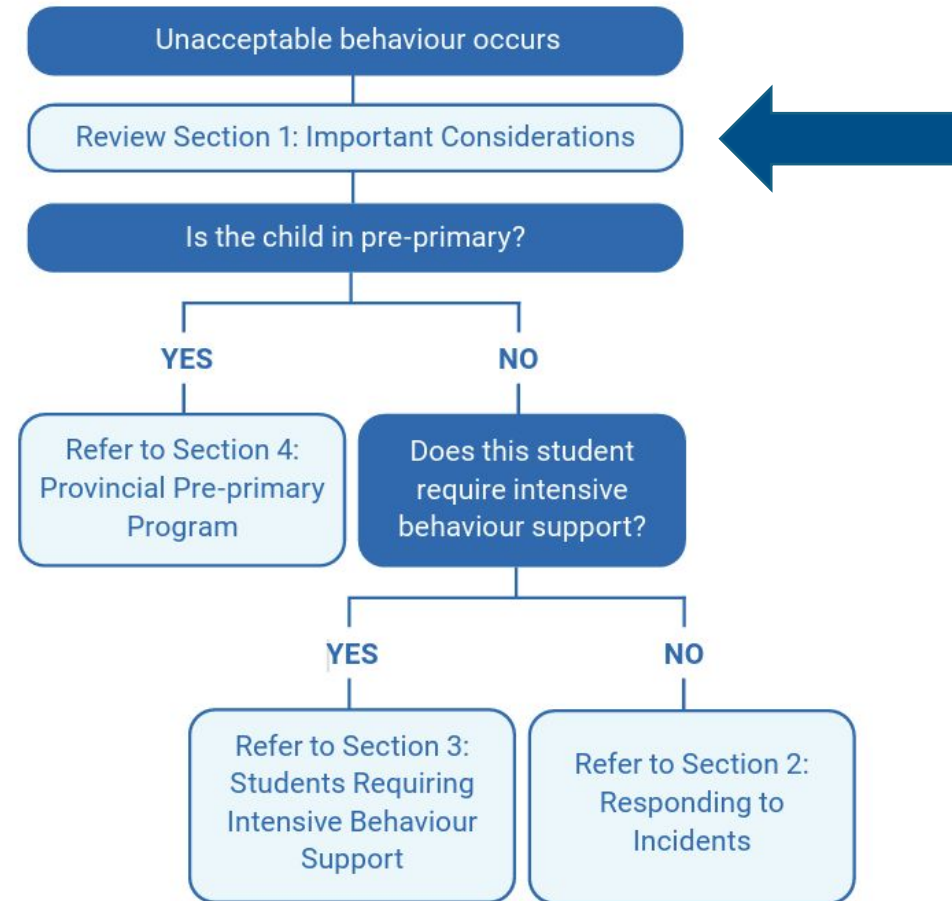 Unacceptable behaviour occurs
Review Section 1: Important Considerations
Is the child in pre-primary?
YES
NO
Refer to Section 4:
Provincial Pre-primary
Program
Does this student
require intensive
behaviour support?
YES
NO
Refer to Section 3:
Students Requiring
Intensive Behaviour
Support
Refer to Section 2:
Responding to
Incidents